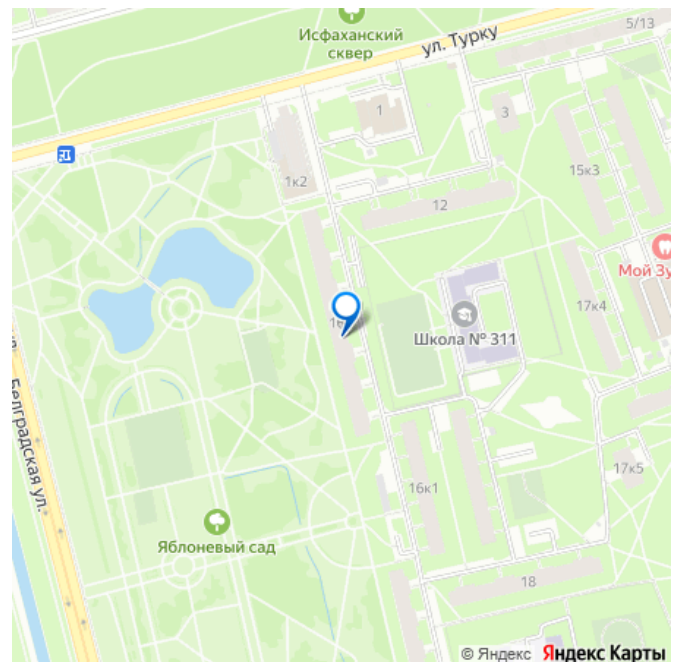 Исфаханский
сквер
ул. Турку
5/13
1
3
1к2
15к3
12
Мой Зу
17к4
Школа № 311
Белградская ул.
16к1
17к5
Яблоневый сад
18
© Яндекс Яндекс Карты